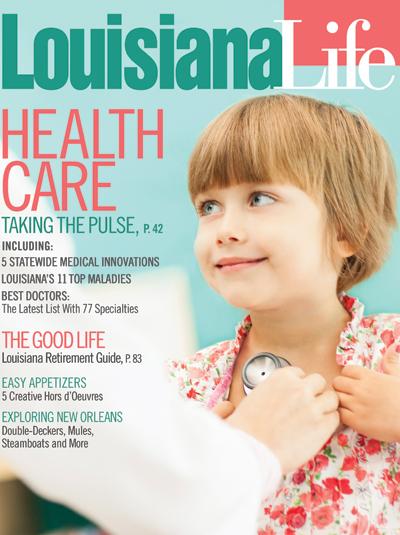 Louisiana Life
HEALTH
CARE
TAKING THE PULSE, P. 42
INCLUDING:
5 STATEWIDE MEDICAL INNOVATIONS
LOUISIANA'S 11 TOP MALADIES
BEST DOCTORS:
The Latest List With 77 Specialties
THE GOOD LIFE
Louisiana Retirement Guide, P. 83
EASY APPETIZERS
5 Creative Hors d'Oeuvres
EXPLORING NEW ORLEANS
Double-Deckers, Mules,
Steamboats and More